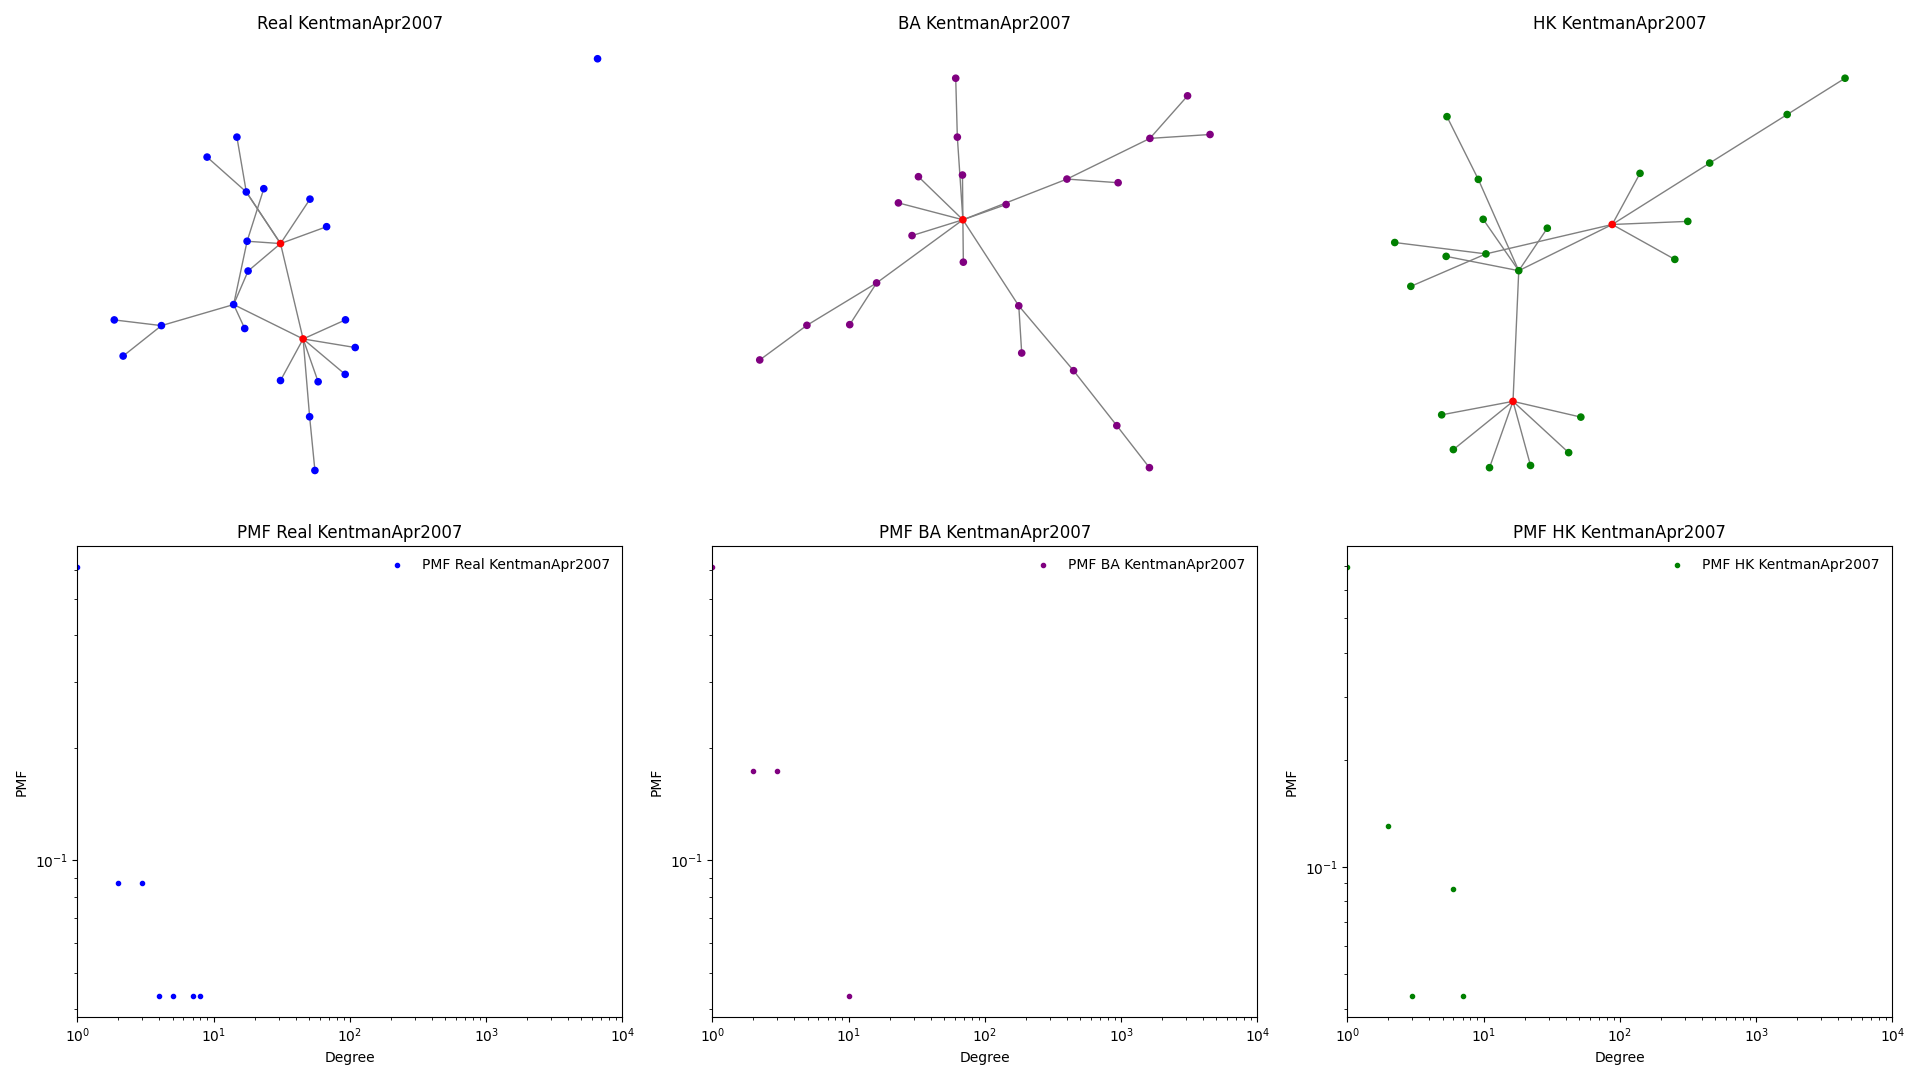 Real KentmanApr2007
BA KentmanApr2007
HK KentmanApr2007
PMF Real KentmanApr2007
PMF Real KentmanApr2007
PMF
10⁻¹
10⁰ 10¹ 10² 10³ 10⁴
Degree
PMF BA KentmanApr2007
PMF BA KentmanApr2007
PMF
10⁻¹
10⁰ 10¹ 10² 10³ 10⁴
Degree
PMF HK KentmanApr2007
PMF HK KentmanApr2007
PMF
10⁻¹
10⁰ 10¹ 10² 10³ 10⁴
Degree